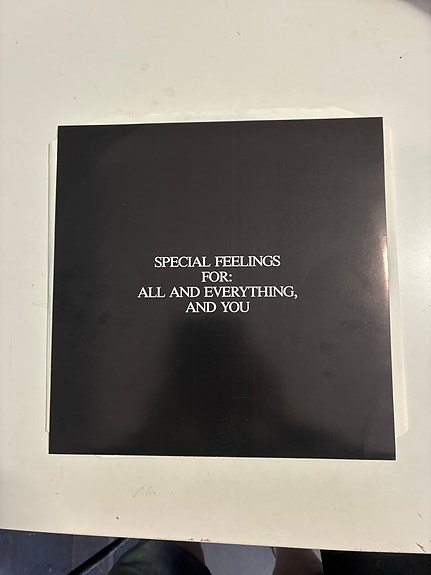 SPECIAL FEELINGS
FOR:
ALL AND EVERYTHING,
AND YOU